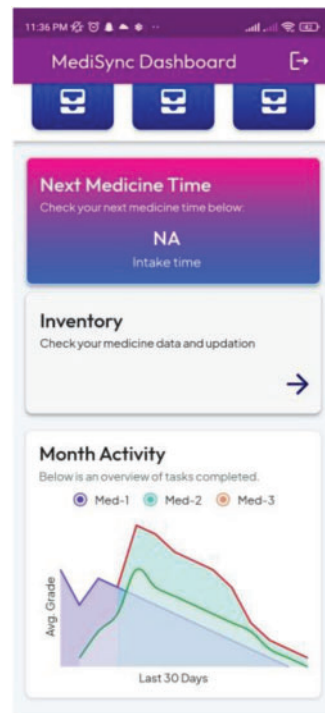 11:36 PM
MediSync Dashboard
Next Medicine Time
Check your next medicine time below:
NA
Intake time
Inventory
Check your medicine data and updation
Month Activity
Below is an overview of tasks completed.
Med-1 Med-2 Med-3
Avg. Grade
Last 30 Days